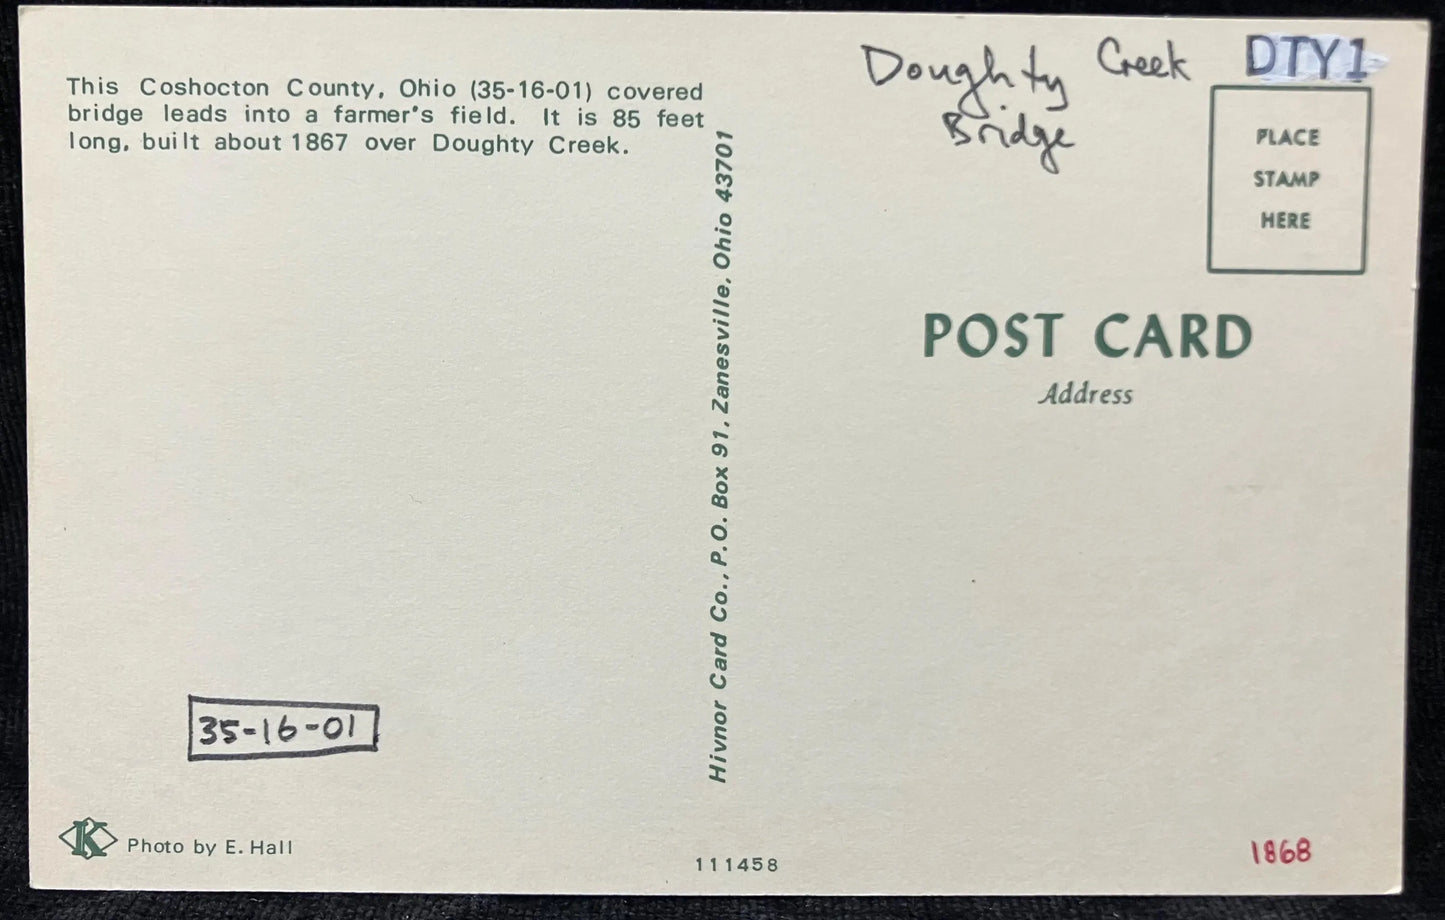 This Coshocton County, Ohio (35-16-01) covered
bridge leads into a farmer's field. It is 85 feet
long, built about 1867 over Doughty Creek.
35-16-01
K
Photo by E. Hall
Hivnor Card Co., P.O. Box 91, Zanesville, Ohio 43701
111458
Doughty Creek
Bridge
DTY1
PLACE
STAMP
HERE
POST CARD
Address
1868